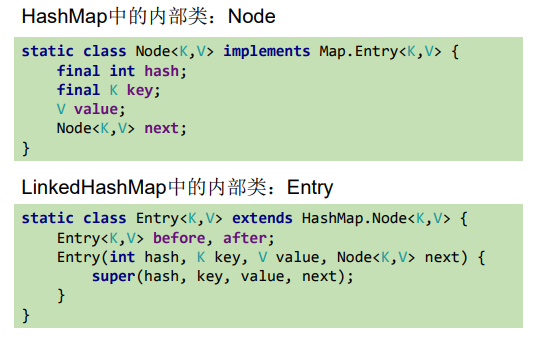 HashMap中的内部类：Node
static class Node<K,V> implements Map.Entry<K,V> {
    final int hash;
    final K key;
    V value;
    Node<K,V> next;
}
LinkedHashMap中的内部类：Entry
static class Entry<K,V> extends HashMap.Node<K,V> {
    Entry<K,V> before, after;
    Entry(int hash, K key, V value, Node<K,V> next) {
        super(hash, key, value, next);
    }
}